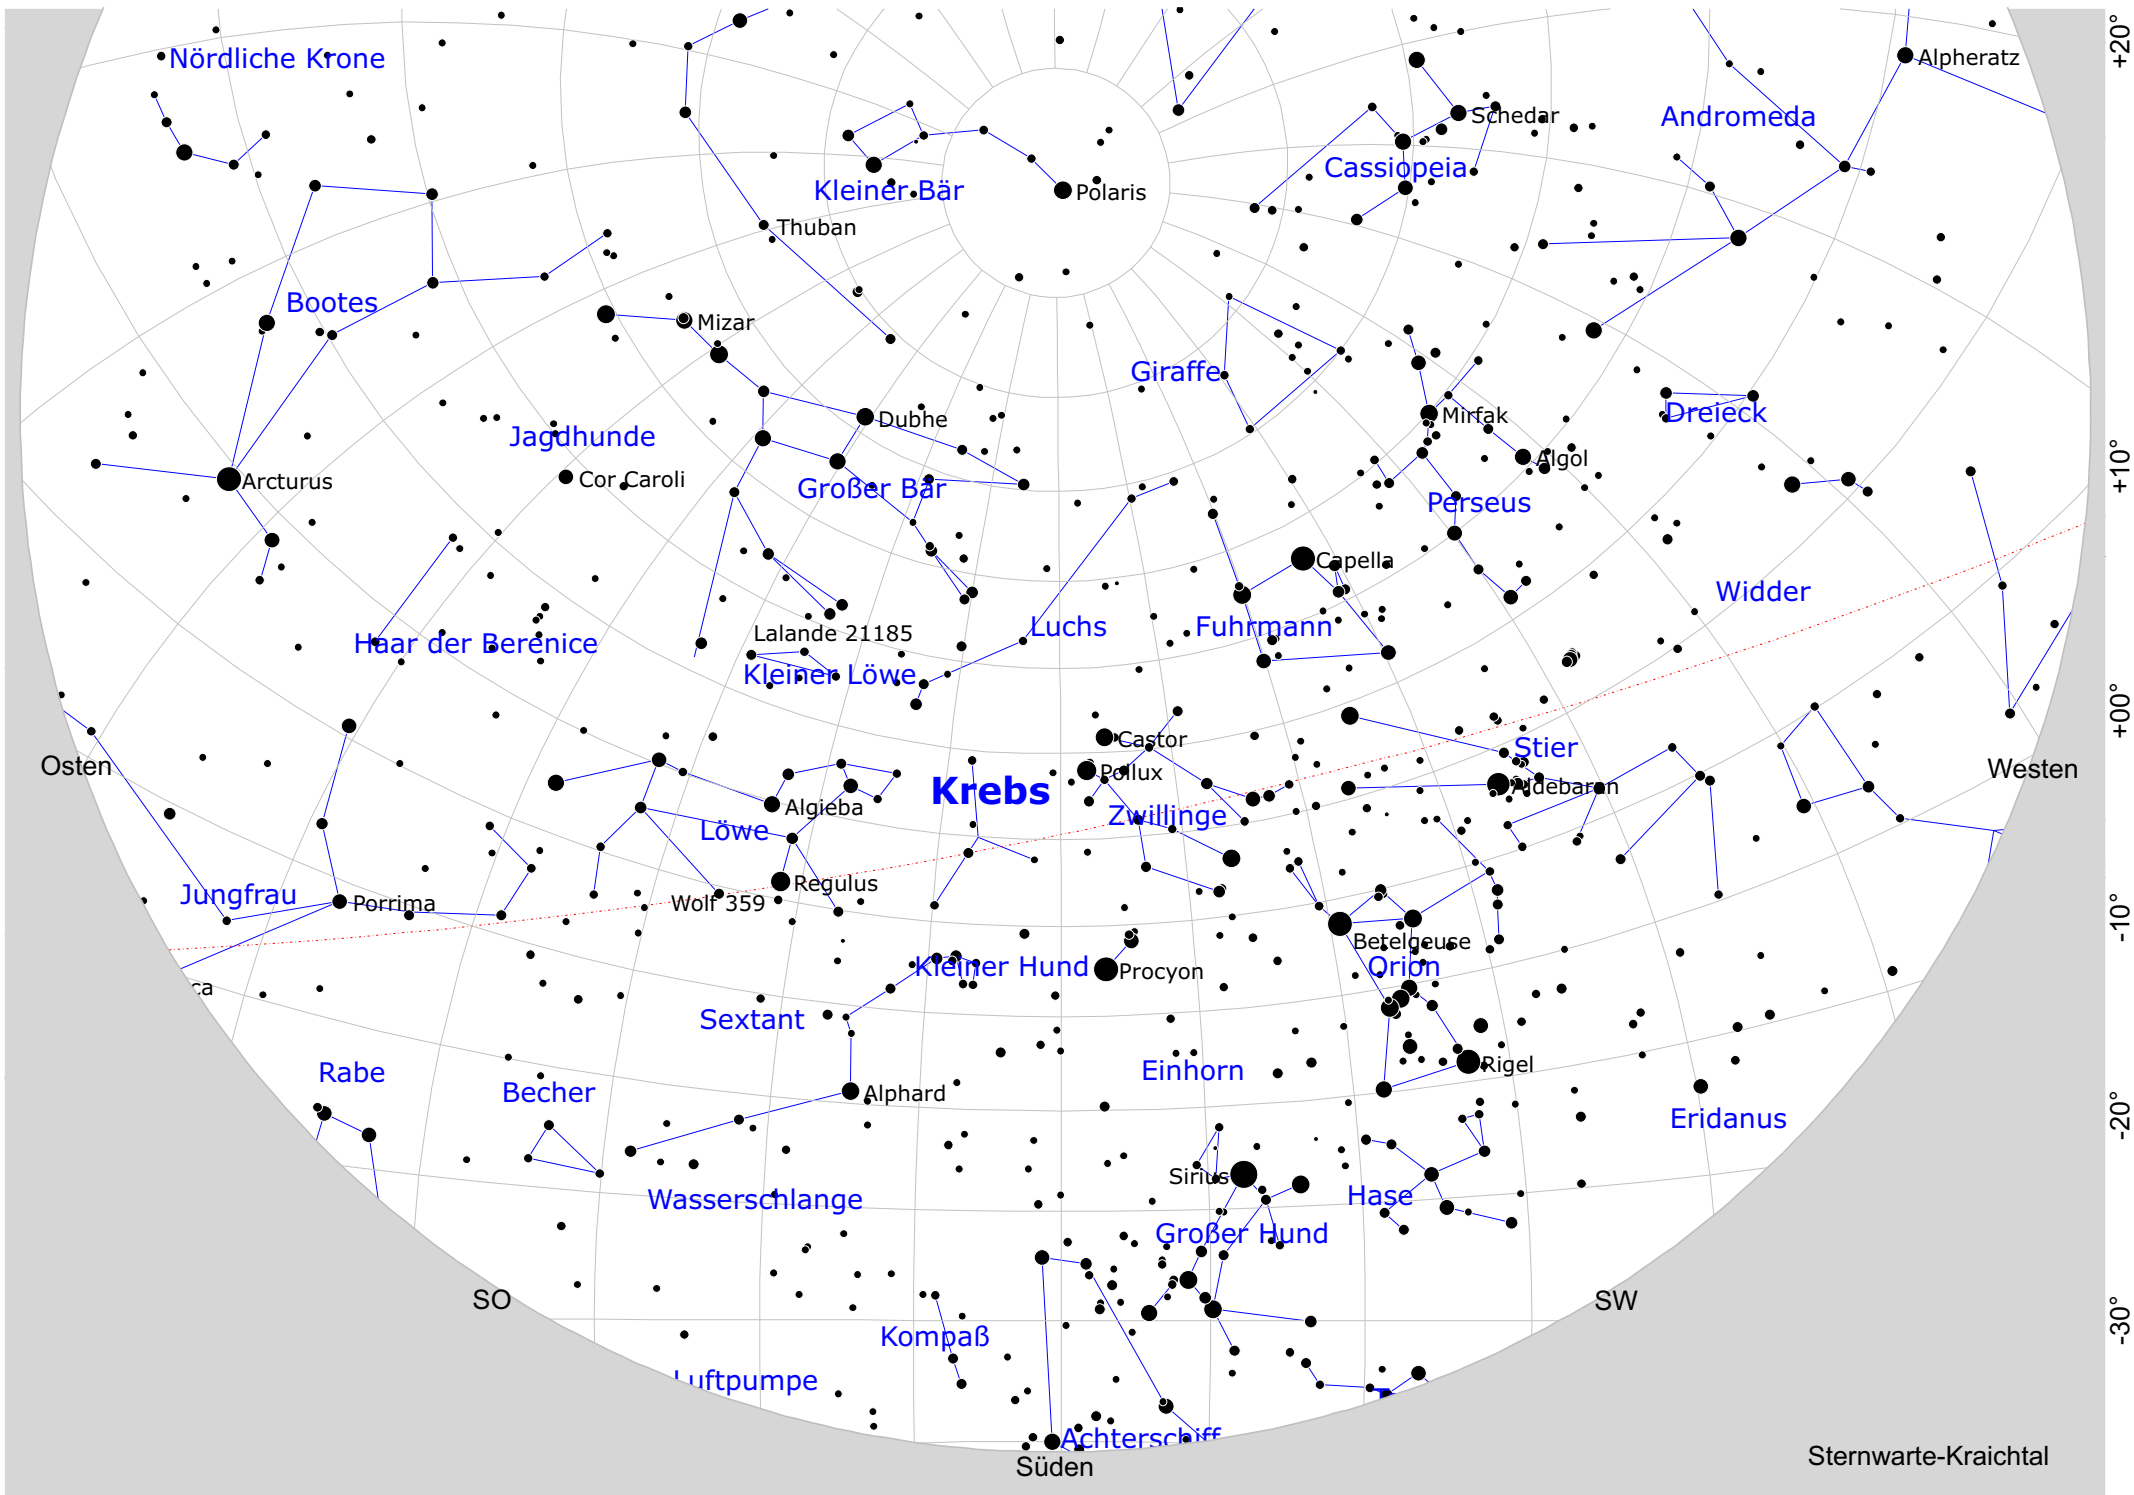 +20°
Alpheratz
Nördliche Krone
Schedar
Andromeda
Cassiopeia
Kleiner Bär
Polaris
Thuban
Bootes
Mizar
Giraffe
Dreieck
Mirfak
Dubhe
Jagdhunde
Algol
+10°
Arcturus
Cor Caroli
Großer Bär
Perseus
Capella
Widder
Luchs
Fuhrmann
Lalande 21185
Haar der Berenice
Kleiner Löwe
+00°
Castor
Stier
Osten
Westen
Pollux
Krebs
Aldebaran
Algieba
Zwillinge
Löwe
Regulus
Jungfrau
Porrima
Wolf 359
-10°
Betelgeuse
Kleiner Hund
Procyon
Orion
ca
Sextant
Rigel
Einhorn
Rabe
Becher
Alphard
Eridanus
-20°
Sirius
Hase
Wasserschlange
Großer Hund
SO
SW
-30°
Kompaß
Luftpumpe
Achterschiff
Sternwarte-Kraichtal
Süden